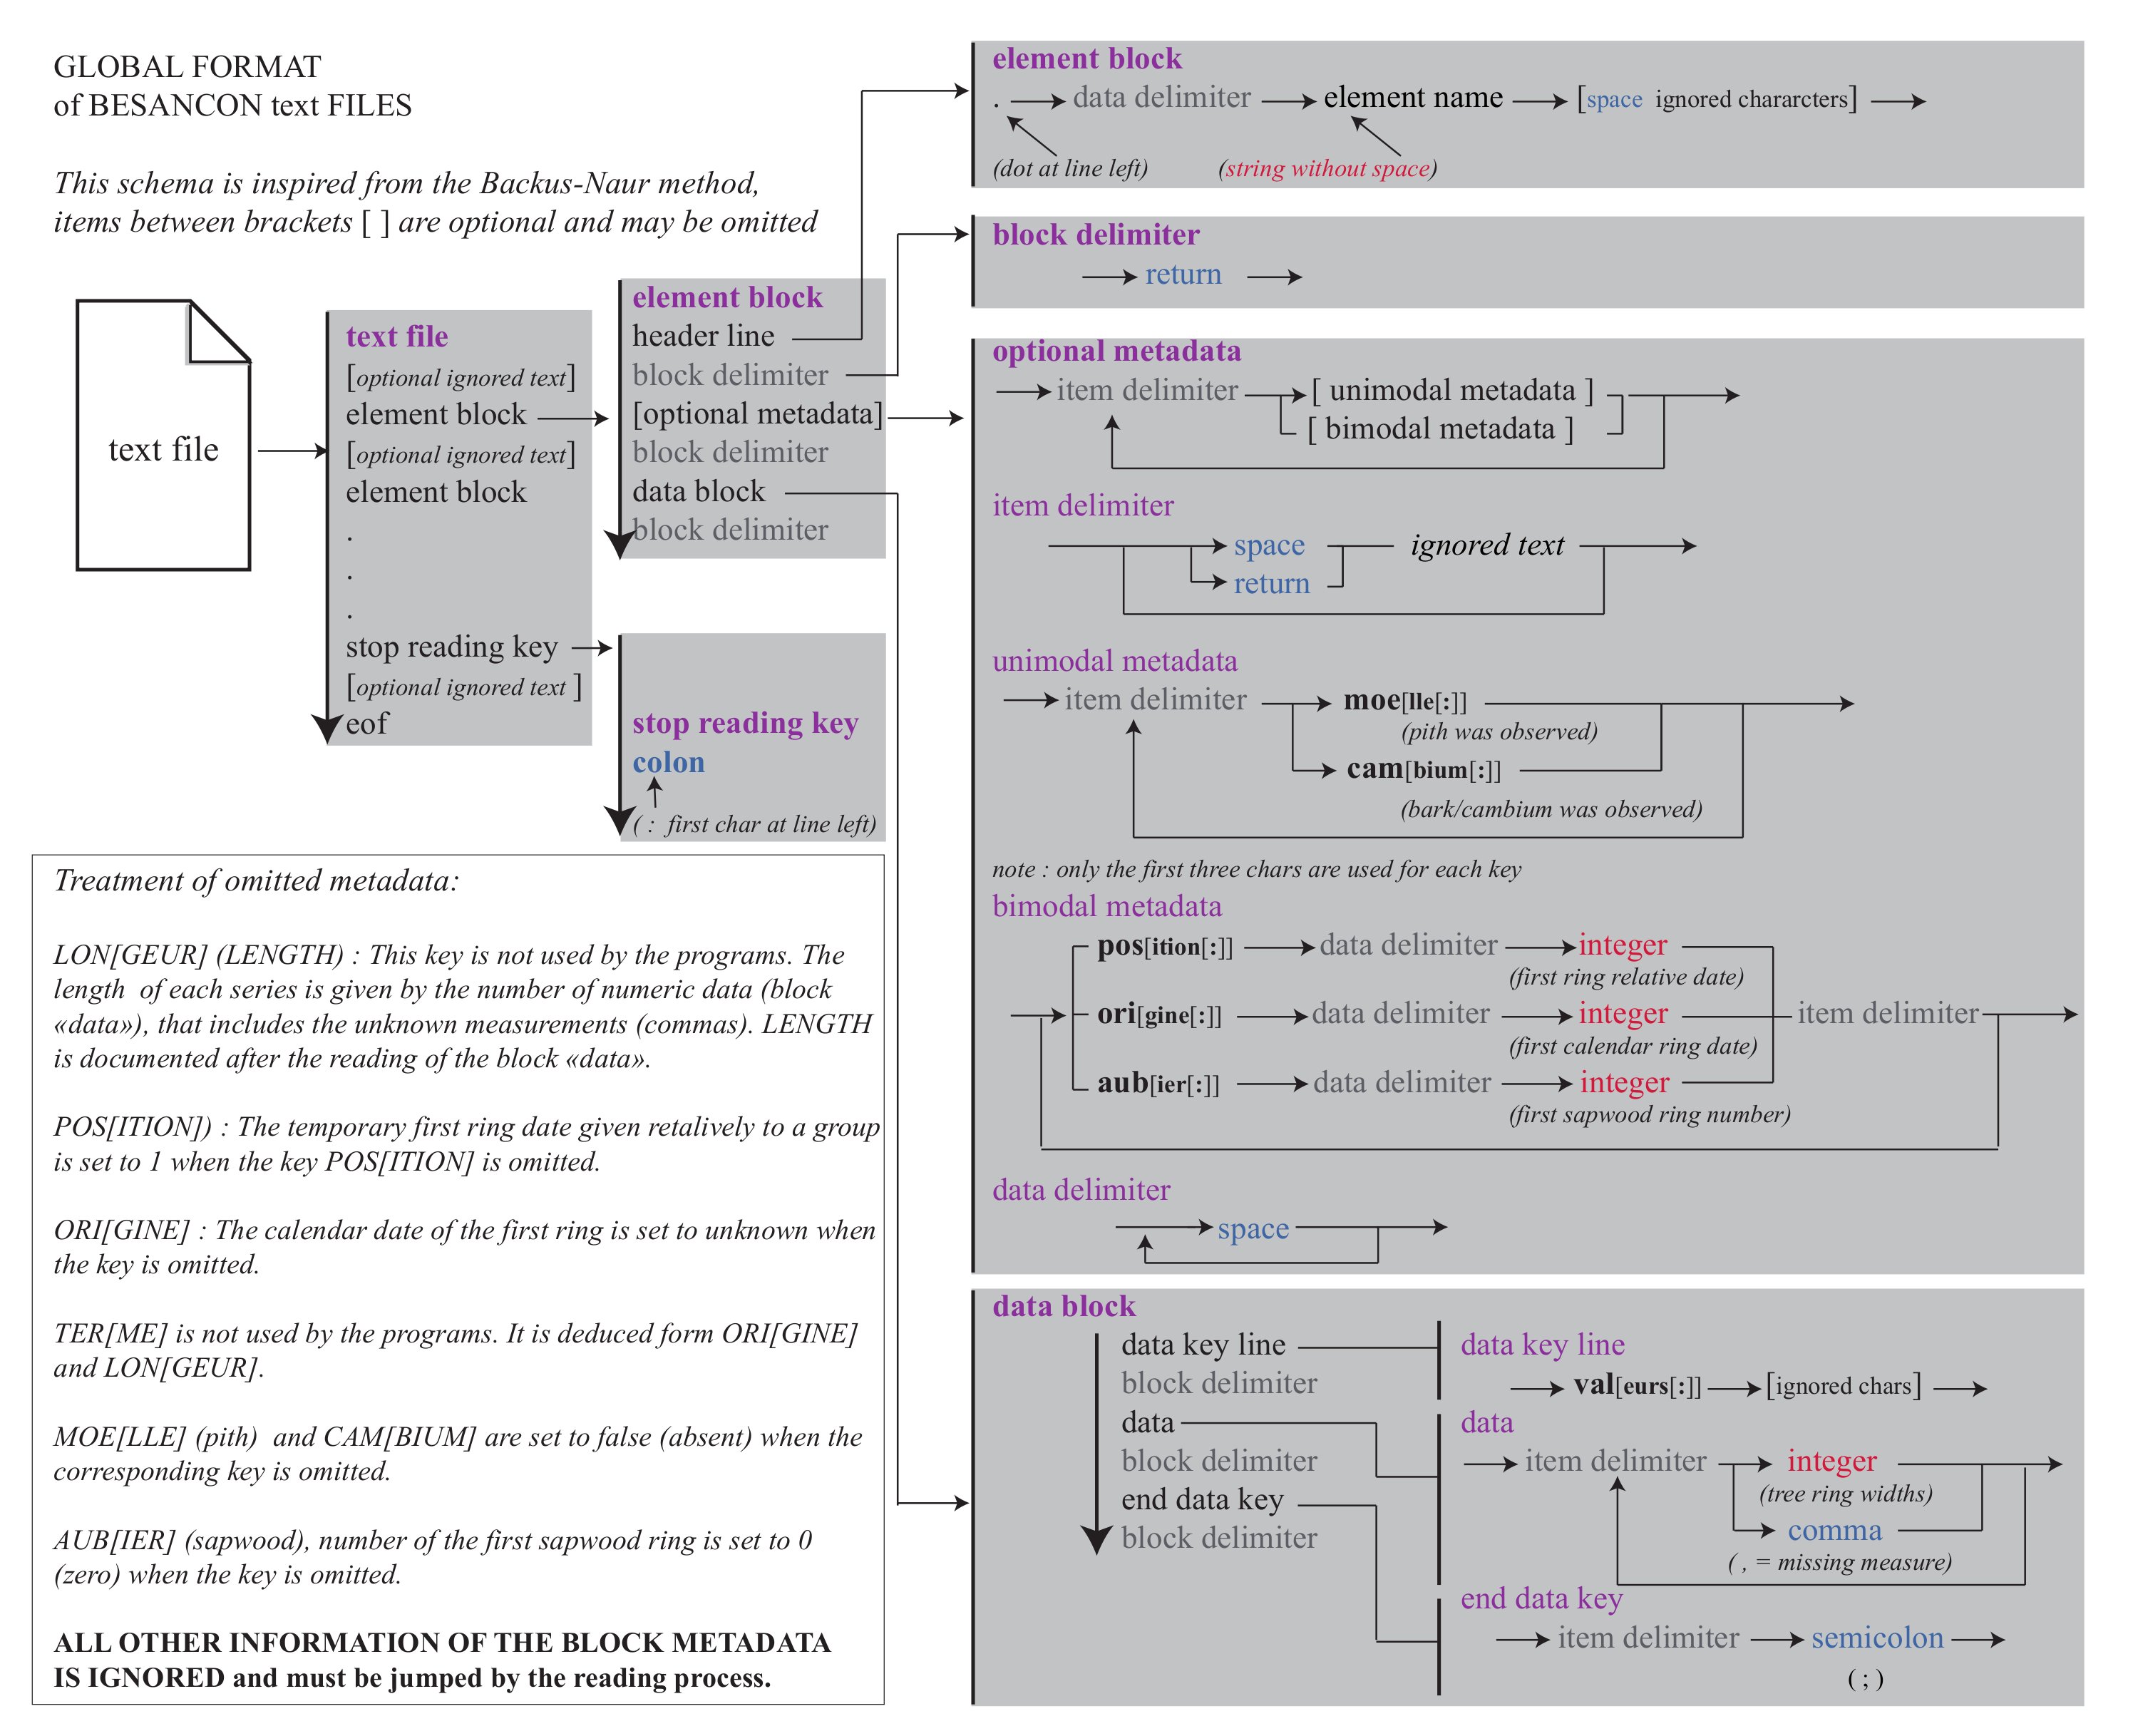 GLOBAL FORMAT
of BESANCON text FILES
This schema is inspired from the Backus-Naur method,
items between brackets [ ] are optional and may be omitted
text file
text file
[optional ignored text]
element block
[optional ignored text]
element block
.
.
.
stop reading key
[optional ignored text ]
eof
element block
header line
block delimiter
[optional metadata]
block delimiter
data block
block delimiter
stop reading key
colon
( : first char at line left)
Treatment of omitted metadata:
LON[GEUR] (LENGTH) : This key is not used by the programs. The
length of each series is given by the number of numeric data (block
«data»), that includes the unknown measurements (commas). LENGTH
is documented after the reading of the block «data».
POS[ITION]) : The temporary first ring date given retalively to a group
is set to 1 when the key POS[ITION] is omitted.
ORI[GINE] : The calendar date of the first ring is set to unknown when
the key is omitted.
TER[ME] is not used by the programs. It is deduced form ORI[GINE]
and LON[GEUR].
MOE[LLE] (pith) and CAM[BIUM] are set to false (absent) when the
corresponding key is omitted.
AUB[IER] (sapwood), number of the first sapwood ring is set to 0
(zero) when the key is omitted.
ALL OTHER INFORMATION OF THE BLOCK METADATA
IS IGNORED and must be jumped by the reading process.
element block
. data delimiter element name [space ignored chararcters]
(dot at line left) (string without space)
block delimiter
return
optional metadata
item delimiter [ unimodal metadata ]
[ bimodal metadata ]
item delimiter
space ignored text
return
unimodal metadata
item delimiter moe[lle[:]]
(pith was observed)
cam[bium[:]]
(bark/cambium was observed)
note : only the first three chars are used for each key
bimodal metadata
pos[ition[:]] data delimiter integer
(first ring relative date)
ori[gine[:]] data delimiter integer item delimiter
(first calendar ring date)
aub[ier[:]] data delimiter integer
(first sapwood ring number)
data delimiter
space
data block
data key line
block delimiter
data
block delimiter
end data key
block delimiter
data key line
val[eurs[:]] [ignored chars]
data
item delimiter integer
(tree ring widths)
comma
( , = missing measure)
end data key
item delimiter semicolon
( ; )